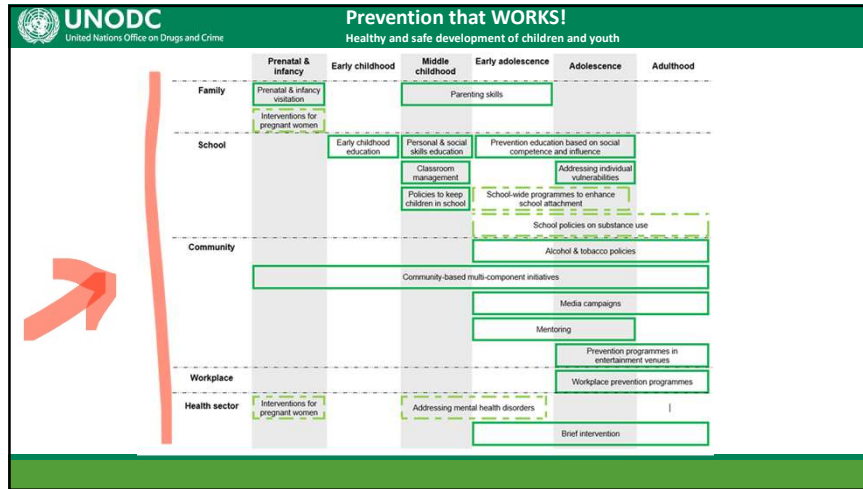 UNODC
United Nations Office on Drugs and Crime
Prevention that WORKS!
Healthy and safe development of children and youth
Prenatal &
infancy
Early childhood
Middle
childhood
Early adolescence
Adolescence
Adulthood
Family
Prenatal & infancy
visitation
Parenting skills
Interventions for
pregnant women
School
Early childhood
education
Personal & social
skills education
Prevention education based on social
competence and influence
Classroom
management
Addressing individual
vulnerabilities
Policies to keep
children in school
School-wide programmes to enhance
school attachment
School policies on substance use
Community
Alcohol & tobacco policies
Community-based multi-component initiatives
Media campaigns
Mentoring
Prevention programmes in
entertainment venues
Workplace
Workplace prevention programmes
Health sector
Interventions for
pregnant women
Addressing mental health disorders
Brief intervention